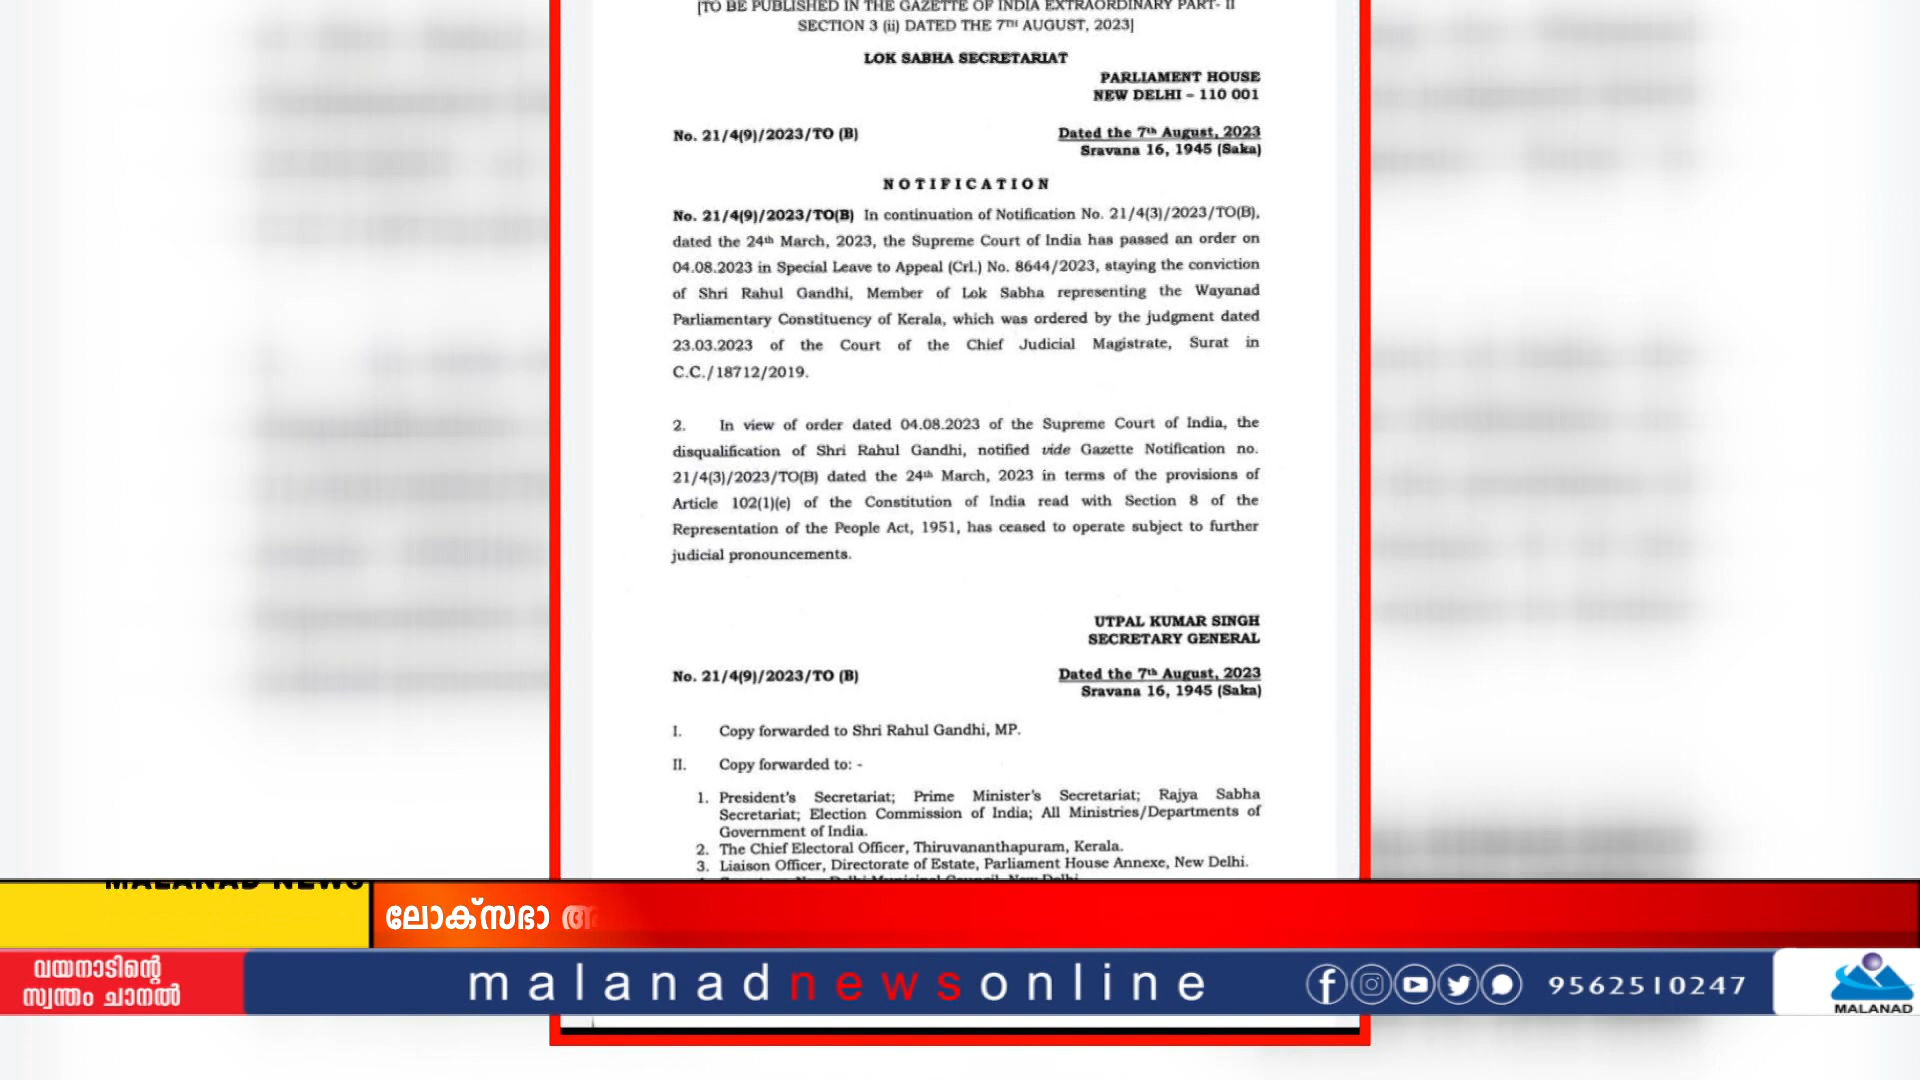 [TO BE PUBLISHED IN THE GAZETTE OF INDIA EXTRAORDINARY PART- II
SECTION 3 (ii) DATED THE 7TH AUGUST, 2023]
LOK SABHA SECRETARIAT
PARLIAMENT HOUSE
NEW DELHI – 110 001
No. 21/4(9)/2023/TO (B)
Dated the 7th August, 2023
Sravana 16, 1945 (Saka)
NOTIFICATION
No. 21/4(9)/2023/TO(B) In continuation of Notification No. 21/4(3)/2023/TO(B),
dated the 24th March, 2023, the Supreme Court of India has passed an order on
04.08.2023 in Special Leave to Appeal (Crl.) No. 8644/2023, staying the conviction
of Shri Rahul Gandhi, Member of Lok Sabha representing the Wayanad
Parliamentary Constituency of Kerala, which was ordered by the judgment dated
23.03.2023 of the Court of the Chief Judicial Magistrate, Surat in
C.C./18712/2019.
2. In view of order dated 04.08.2023 of the Supreme Court of India, the
disqualification of Shri Rahul Gandhi, notified vide Gazette Notification no.
21/4(3)/2023/TO(B) dated the 24th March, 2023 in terms of the provisions of
Article 102(1)(e) of the Constitution of India read with Section 8 of the
Representation of the People Act, 1951, has ceased to operate subject to further
judicial pronouncements.
UTPAL KUMAR SINGH
SECRETARY GENERAL
No. 21/4(9)/2023/TO (B)
Dated the 7th August, 2023
Sravana 16, 1945 (Saka)
I. Copy forwarded to Shri Rahul Gandhi, MP.
II. Copy forwarded to: -
1. President's Secretariat; Prime Minister's Secretariat; Rajya Sabha
Secretariat; Election Commission of India; All Ministries/Departments of
Government of India.
2. The Chief Electoral Officer, Thiruvananthapuram, Kerala.
3. Liaison Officer, Directorate of Estate, Parliament House Annexe, New Delhi.
MALANAD NEWS
ലോക്സഭാ
വയനാടിന്റെ
സ്വന്തം ചാനൽ
malanadnewsonline
9562510247
MALANAD